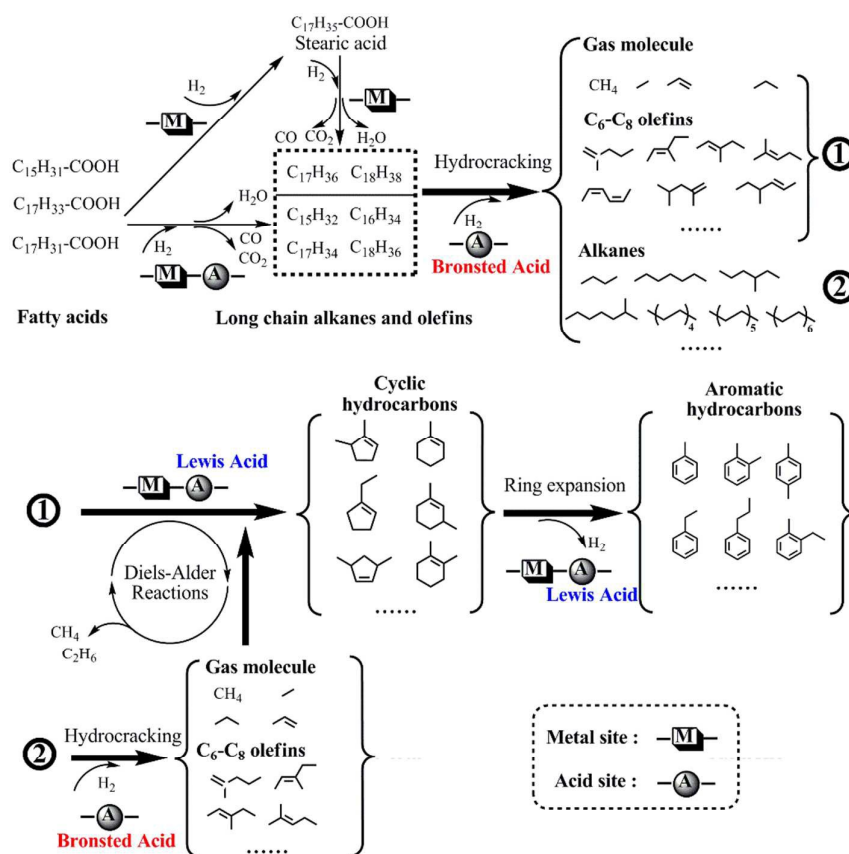 C₁₇H₃₅-COOH
Stearic acid
H₂
H₂
M
M
CO CO₂ H₂O
C₁₅H₃₁-COOH
C₁₇H₃₃-COOH
C₁₇H₃₁-COOH
H₂O
H₂
CO
CO₂
M A
C₁₇H₃₆ C₁₈H₃₈
C₁₅H₃₂ C₁₆H₃₄
C₁₇H₃₄ C₁₈H₃₆
Fatty acids
Long chain alkanes and olefins
Hydrocracking
H₂
A
Bronsted Acid
Gas molecule
CH₄
C₆-C₈ olefins
......
①
Alkanes
4 5 6
......
②
①
Lewis Acid
M A
Diels-Alder
Reactions
CH₄
C₂H₆
Cyclic
hydrocarbons
......
Ring expansion
H₂
M A
Lewis Acid
Aromatic
hydrocarbons
......
②
Hydrocracking
H₂
A
Bronsted Acid
Gas molecule
CH₄
C₆-C₈ olefins
......
Metal site : M
Acid site : A